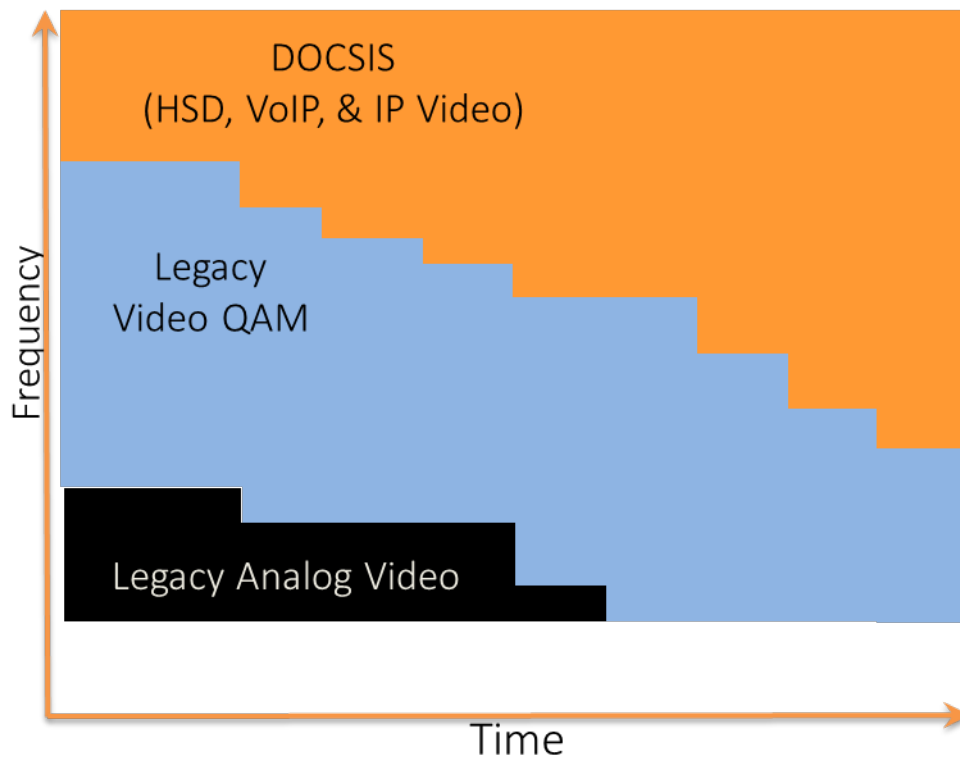 DOCSIS
(HSD, VoIP, & IP Video)
Legacy
Video QAM
Legacy Analog Video
Frequency
Time